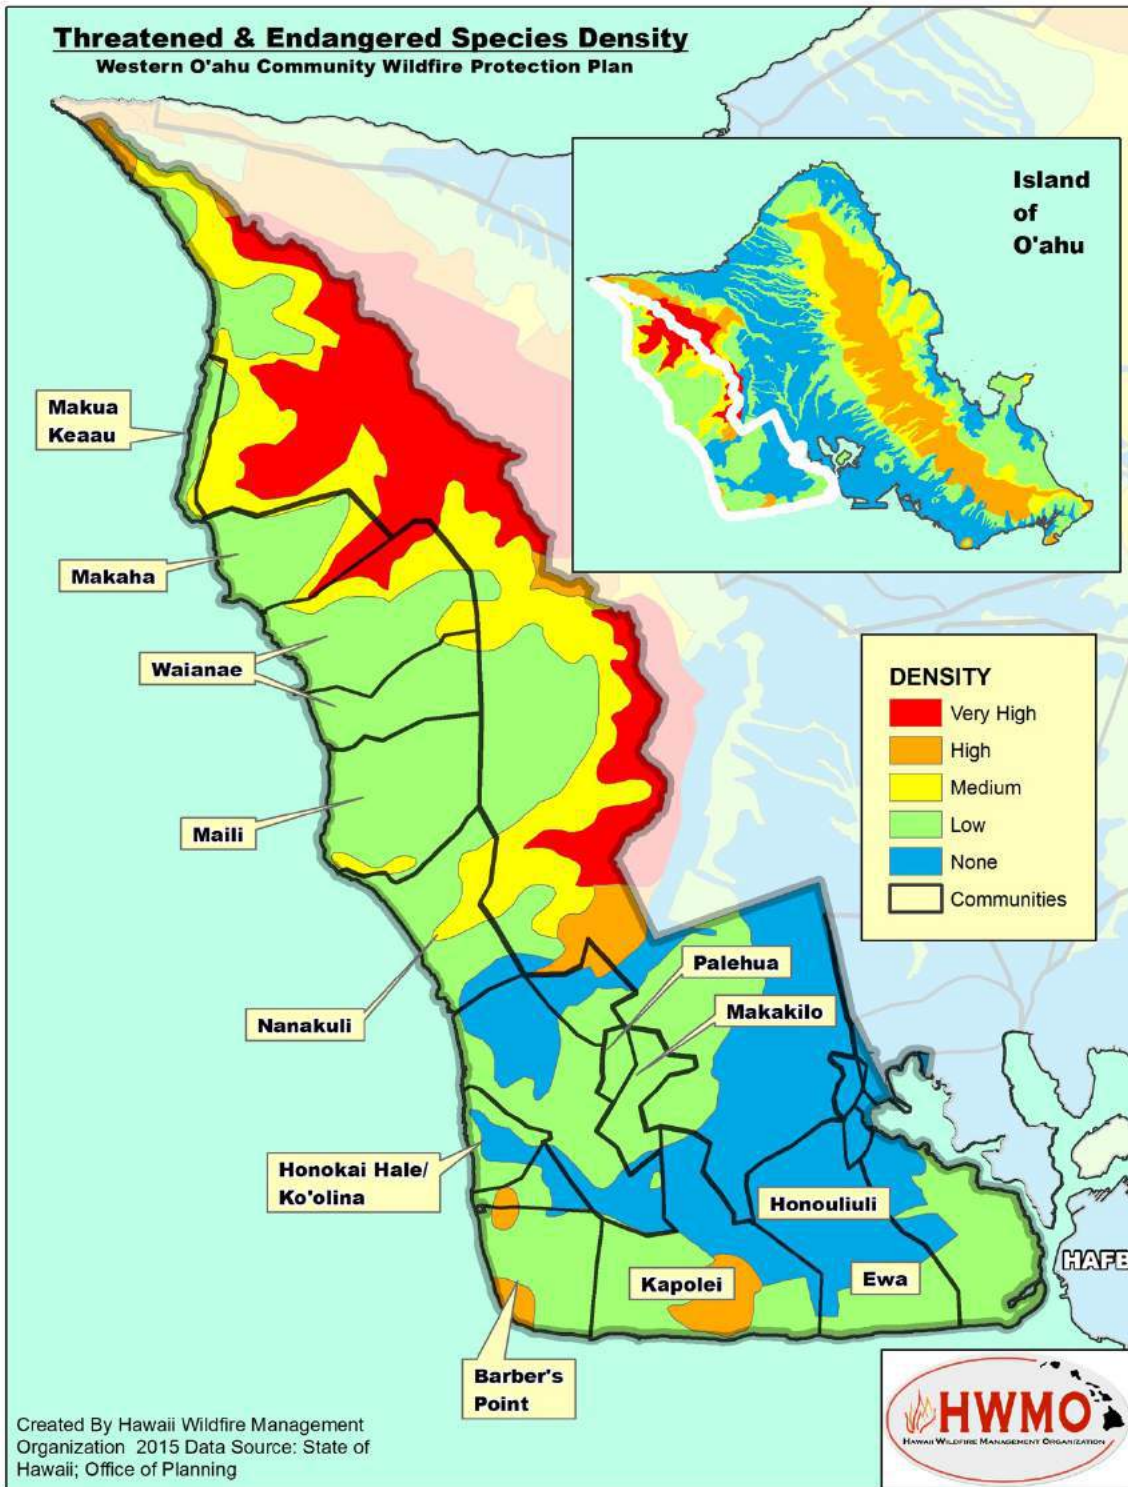 Threatened & Endangered Species Density
Western O'ahu Community Wildfire Protection Plan
Island
of
O'ahu
Makua
Keaau
Makaha
Waianae
Maili
Nanakuli
DENSITY
Very High
High
Medium
Low
None
Communities
Palehua
Makakilo
Honokai Hale/
Ko'olina
Honouliuli
HAFB
Kapolei
Ewa
Barber's
Point
Created By Hawaii Wildfire Management
Organization 2015 Data Source: State of
Hawaii; Office of Planning
HWMO
HAWAII WILDFIRE MANAGEMENT ORGANIZATION